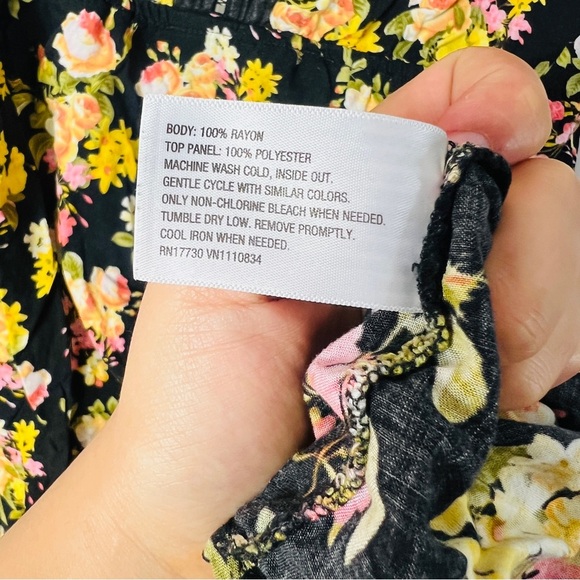 BODY: 100% RAYON
TOP PANEL: 100% POLYESTER
MACHINE WASH COLD, INSIDE OUT.
GENTLE CYCLE WITH SIMILAR COLORS.
ONLY NON-CHLORINE BLEACH WHEN NEEDED.
TUMBLE DRY LOW. REMOVE PROMPTLY.
COOL IRON WHEN NEEDED.
RN17730 VN1110834